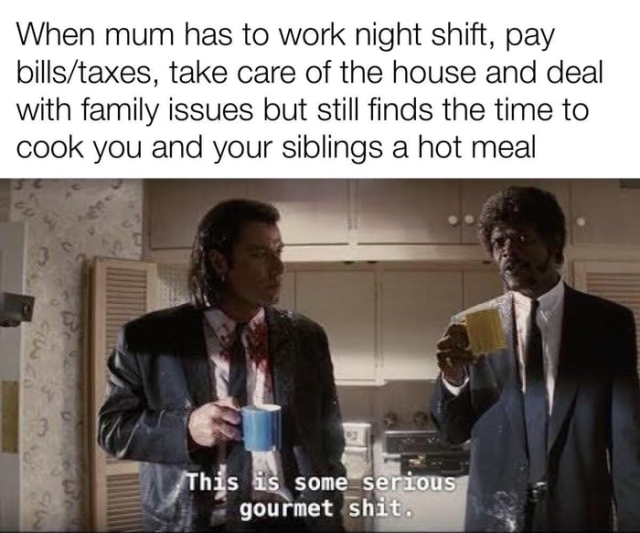 When mum has to work night shift, pay
bills/taxes, take care of the house and deal
with family issues but still finds the time to
cook you and your siblings a hot meal
This is some serious
gourmet shit.